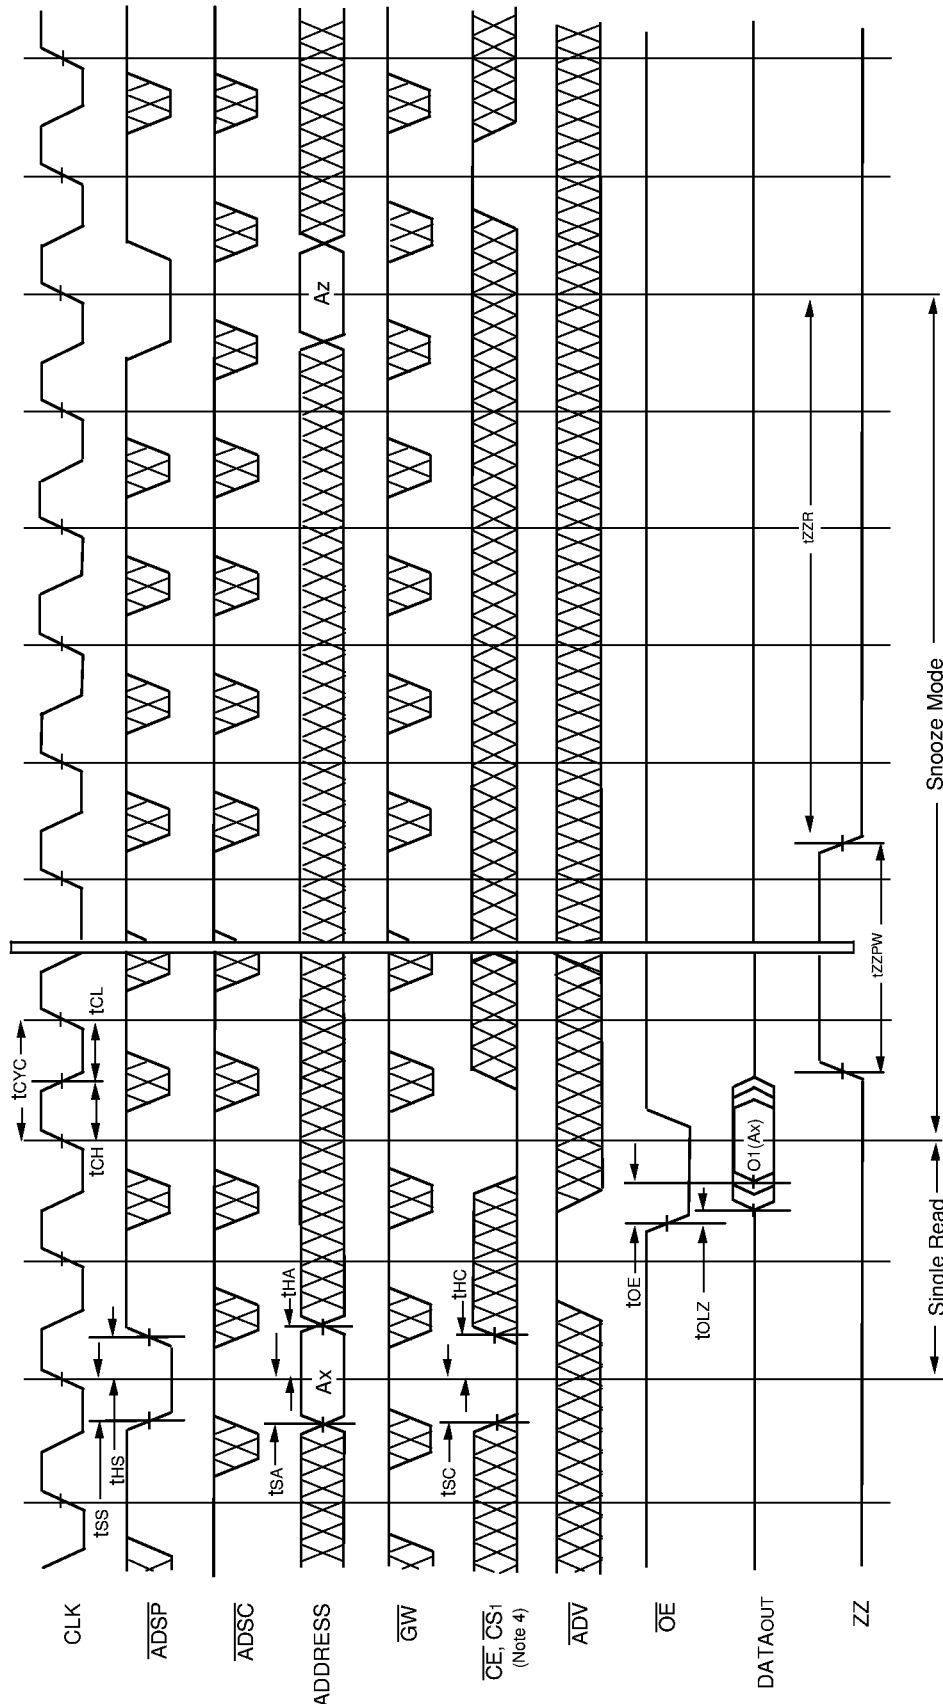 tCYC
tCH
tCL
CLK
tSS
tHS
ADSP
ADSC
tSA
tHA
ADDRESS
Ax
Az
GW
tSC
tHC
CE, CS1
(Note 4)
ADV
OE
tOE
tOLZ
DATAOUT
O1(Ax)
tZZR
ZZ
tZZPW
Single Read
Snooze Mode